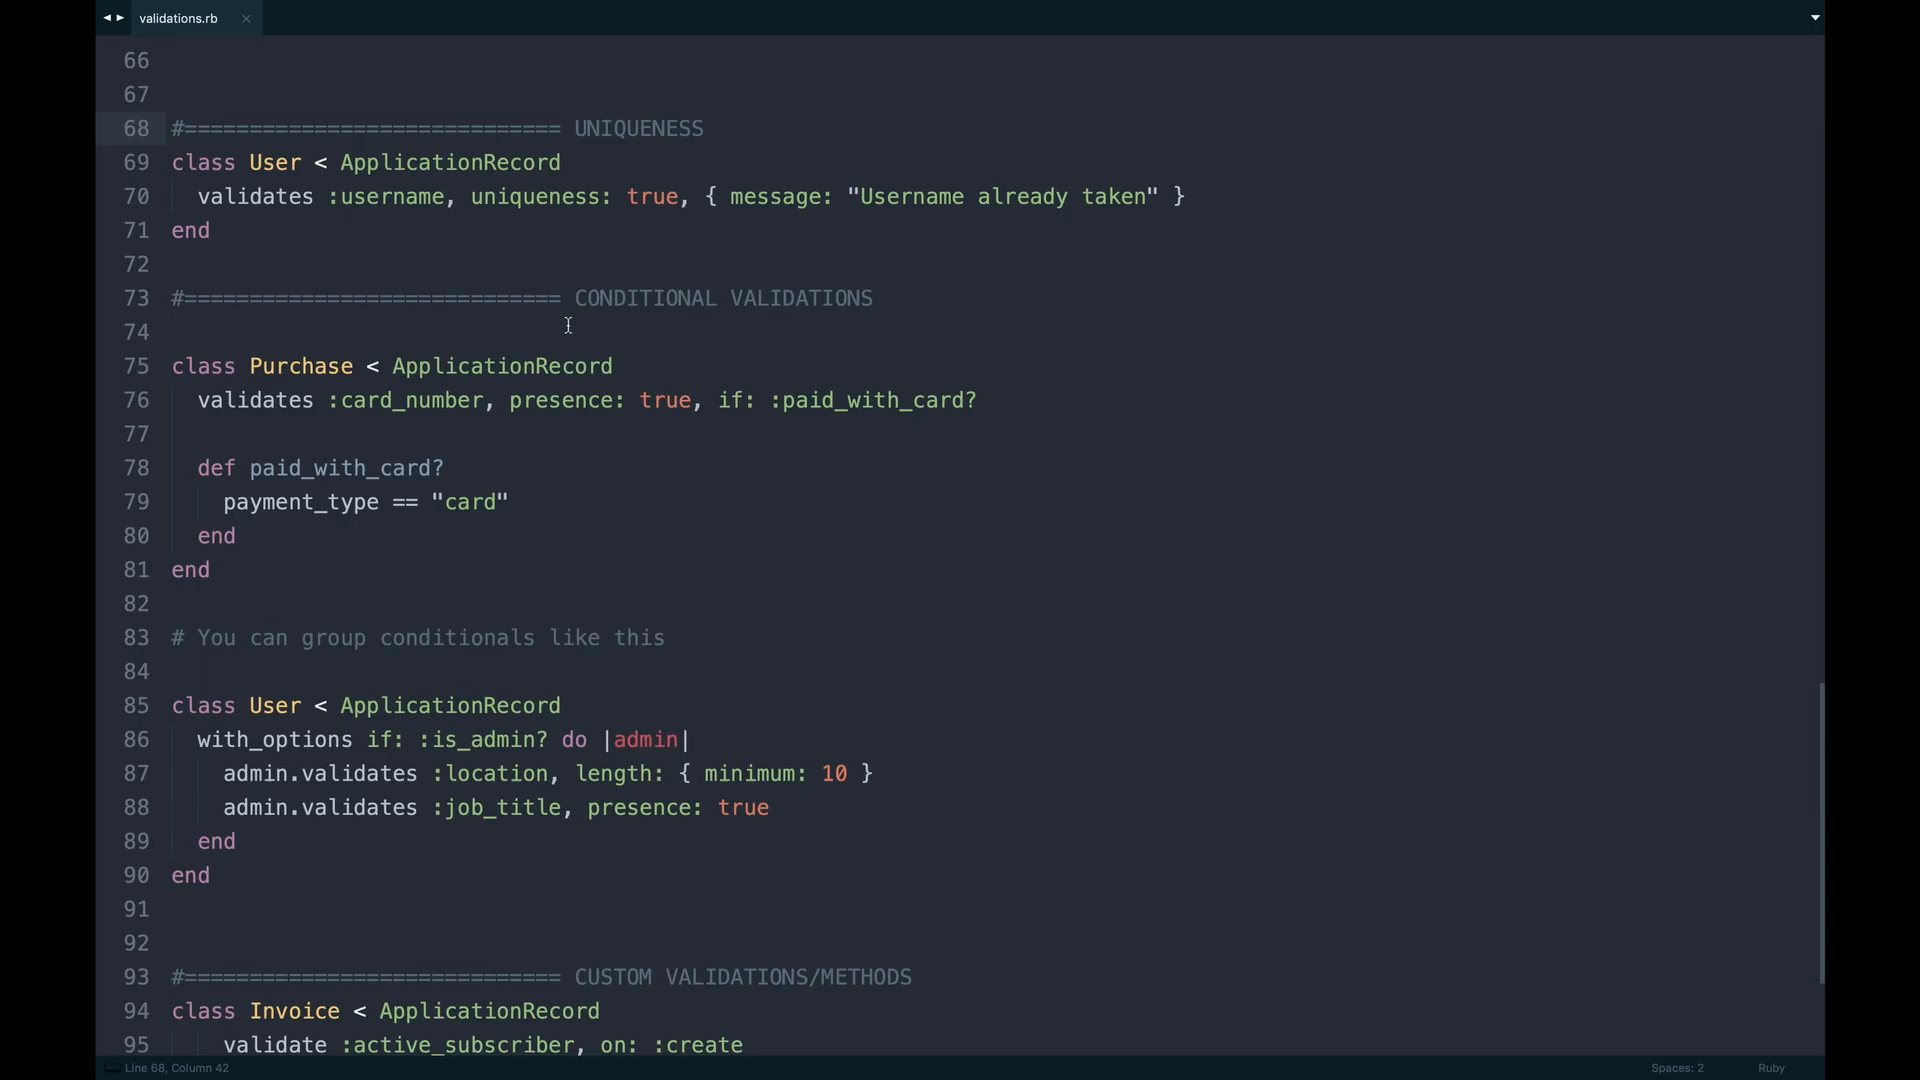 validations.rb
66
67
68 #============================= UNIQUENESS
69 class User < ApplicationRecord
70   validates :username, uniqueness: true, { message: "Username already taken" }
71 end
72
73 #============================= CONDITIONAL VALIDATIONS
74
75 class Purchase < ApplicationRecord
76   validates :card_number, presence: true, if: :paid_with_card?
77
78   def paid_with_card?
79     payment_type == "card"
80   end
81 end
82
83 # You can group conditionals like this
84
85 class User < ApplicationRecord
86   with_options if: :is_admin? do |admin|
87     admin.validates :location, length: { minimum: 10 }
88     admin.validates :job_title, presence: true
89   end
90 end
91
92
93 #============================= CUSTOM VALIDATIONS/METHODS
94 class Invoice < ApplicationRecord
95     validate :active_subscriber, on: :create
Line 68, Column 42 Spaces: 2 Ruby